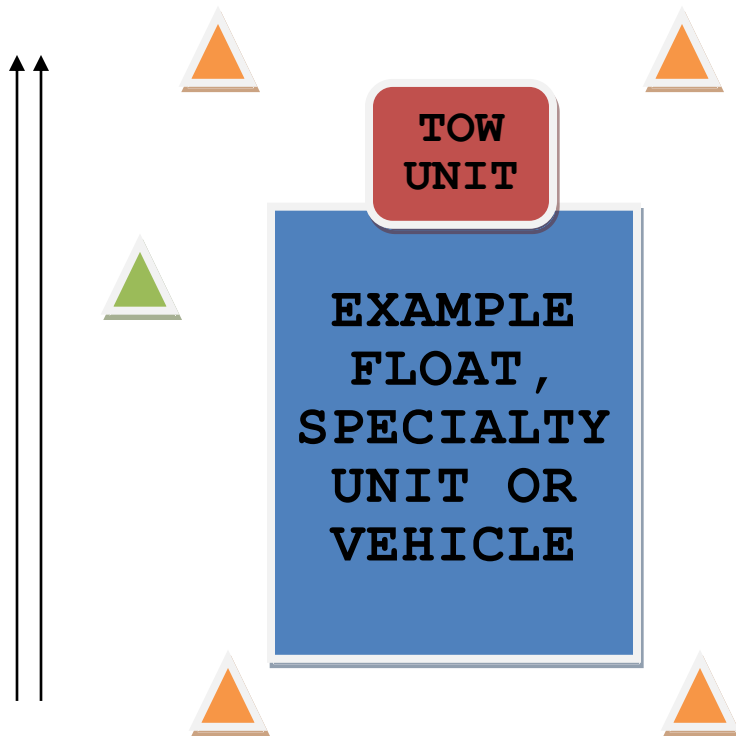 TOW
UNIT
EXAMPLE
FLOAT,
SPECIALTY
UNIT OR
VEHICLE